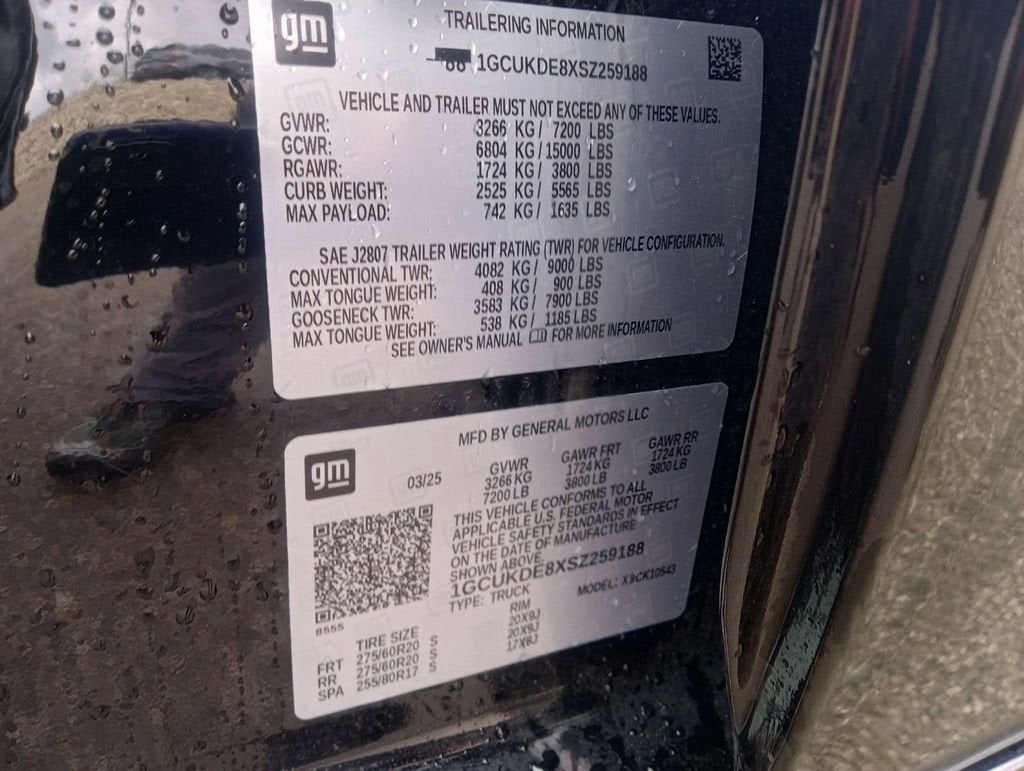 gm
TRAILERING INFORMATION
1GCUKDE8XSZ259188
VEHICLE AND TRAILER MUST NOT EXCEED ANY OF THESE VALUES.
GVWR: 3266 KG / 7200 LBS
GCWR: 6804 KG / 15000 LBS
RGAWR: 1724 KG / 3800 LBS
CURB WEIGHT: 2525 KG / 5565 LBS
MAX PAYLOAD: 742 KG / 1635 LBS
SAE J2807 TRAILER WEIGHT RATING (TWR) FOR VEHICLE CONFIGURATION.
CONVENTIONAL TWR: 4082 KG / 9000 LBS
MAX TONGUE WEIGHT: 408 KG / 900 LBS
GOOSENECK TWR: 3583 KG / 7900 LBS
MAX TONGUE WEIGHT: 538 KG / 1185 LBS
SEE OWNER'S MANUAL FOR MORE INFORMATION
gm
MFD BY GENERAL MOTORS LLC
03/25 GVWR GAWR FRT GAWR RR
3266 KG 1724 KG 1724 KG
7200 LB 3800 LB 3800 LB
THIS VEHICLE CONFORMS TO ALL
APPLICABLE U.S. FEDERAL MOTOR
VEHICLE SAFETY STANDARDS IN EFFECT
ON THE DATE OF MANUFACTURE
SHOWN ABOVE.
1GCUKDE8XSZ259188
TYPE: TRUCK MODEL: X3CK10543
8555
TIRE SIZE RIM
FRT 275/60R20 S 20X9J
RR 275/60R20 S 20X9J
SPA 255/80R17 S 17X8J